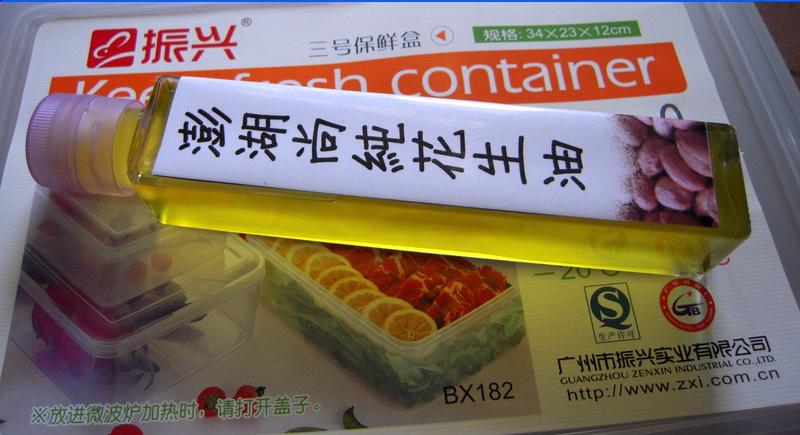 振兴®
三号保鲜盒
规格: 34×23×12cm
Keep fresh container
澎湖尚純花生油
-20°C
QS
生产许可
GTB
广州市振兴实业有限公司
GUANGZHOU ZENXIN INDUSTRIAL CO.,LTD.
http://www.zxi.com.cn
BX182
※放进微波炉加热时，请打开盖子。